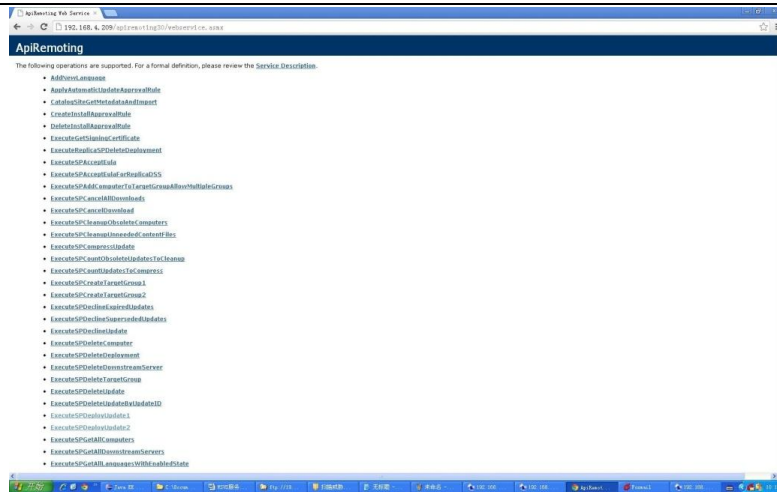 ApiRemoting Web Service
192.168.4.209/apiremoting30/webservice.asmx
ApiRemoting
The following operations are supported. For a formal definition, please review the Service Description.
• AddNewLanguage
• ApplyAutomaticUpdateApprovalRule
• CatalogSiteGetMetadataAndImport
• CreateInstallApprovalRule
• DeleteInstallApprovalRule
• ExecuteGetSigningCertificate
• ExecuteReplicaSPDeleteDeployment
• ExecuteSPAcceptEula
• ExecuteSPAcceptEulaForReplicaDSS
• ExecuteSPAddComputerToTargetGroupAllowMultipleGroups
• ExecuteSPCancelAllDownloads
• ExecuteSPCancelDownload
• ExecuteSPCleanupObsoleteComputers
• ExecuteSPCleanupUnneededContentFiles
• ExecuteSPCompressUpdate
• ExecuteSPCountObsoleteUpdatesToCleanup
• ExecuteSPCountUpdatesToCompress
• ExecuteSPCreateTargetGroup1
• ExecuteSPCreateTargetGroup2
• ExecuteSPDeclineExpiredUpdates
• ExecuteSPDeclineSupersededUpdates
• ExecuteSPDeclineUpdate
• ExecuteSPDeleteComputer
• ExecuteSPDeleteDeployment
• ExecuteSPDeleteDownstreamServer
• ExecuteSPDeleteTargetGroup
• ExecuteSPDeleteUpdate
• ExecuteSPDeleteUpdateByUpdateID
• ExecuteSPDeployUpdate1
• ExecuteSPDeployUpdate2
• ExecuteSPGetAllComputers
• ExecuteSPGetAllDownstreamServers
• ExecuteSPGetAllLanguagesWithEnabledState
开始